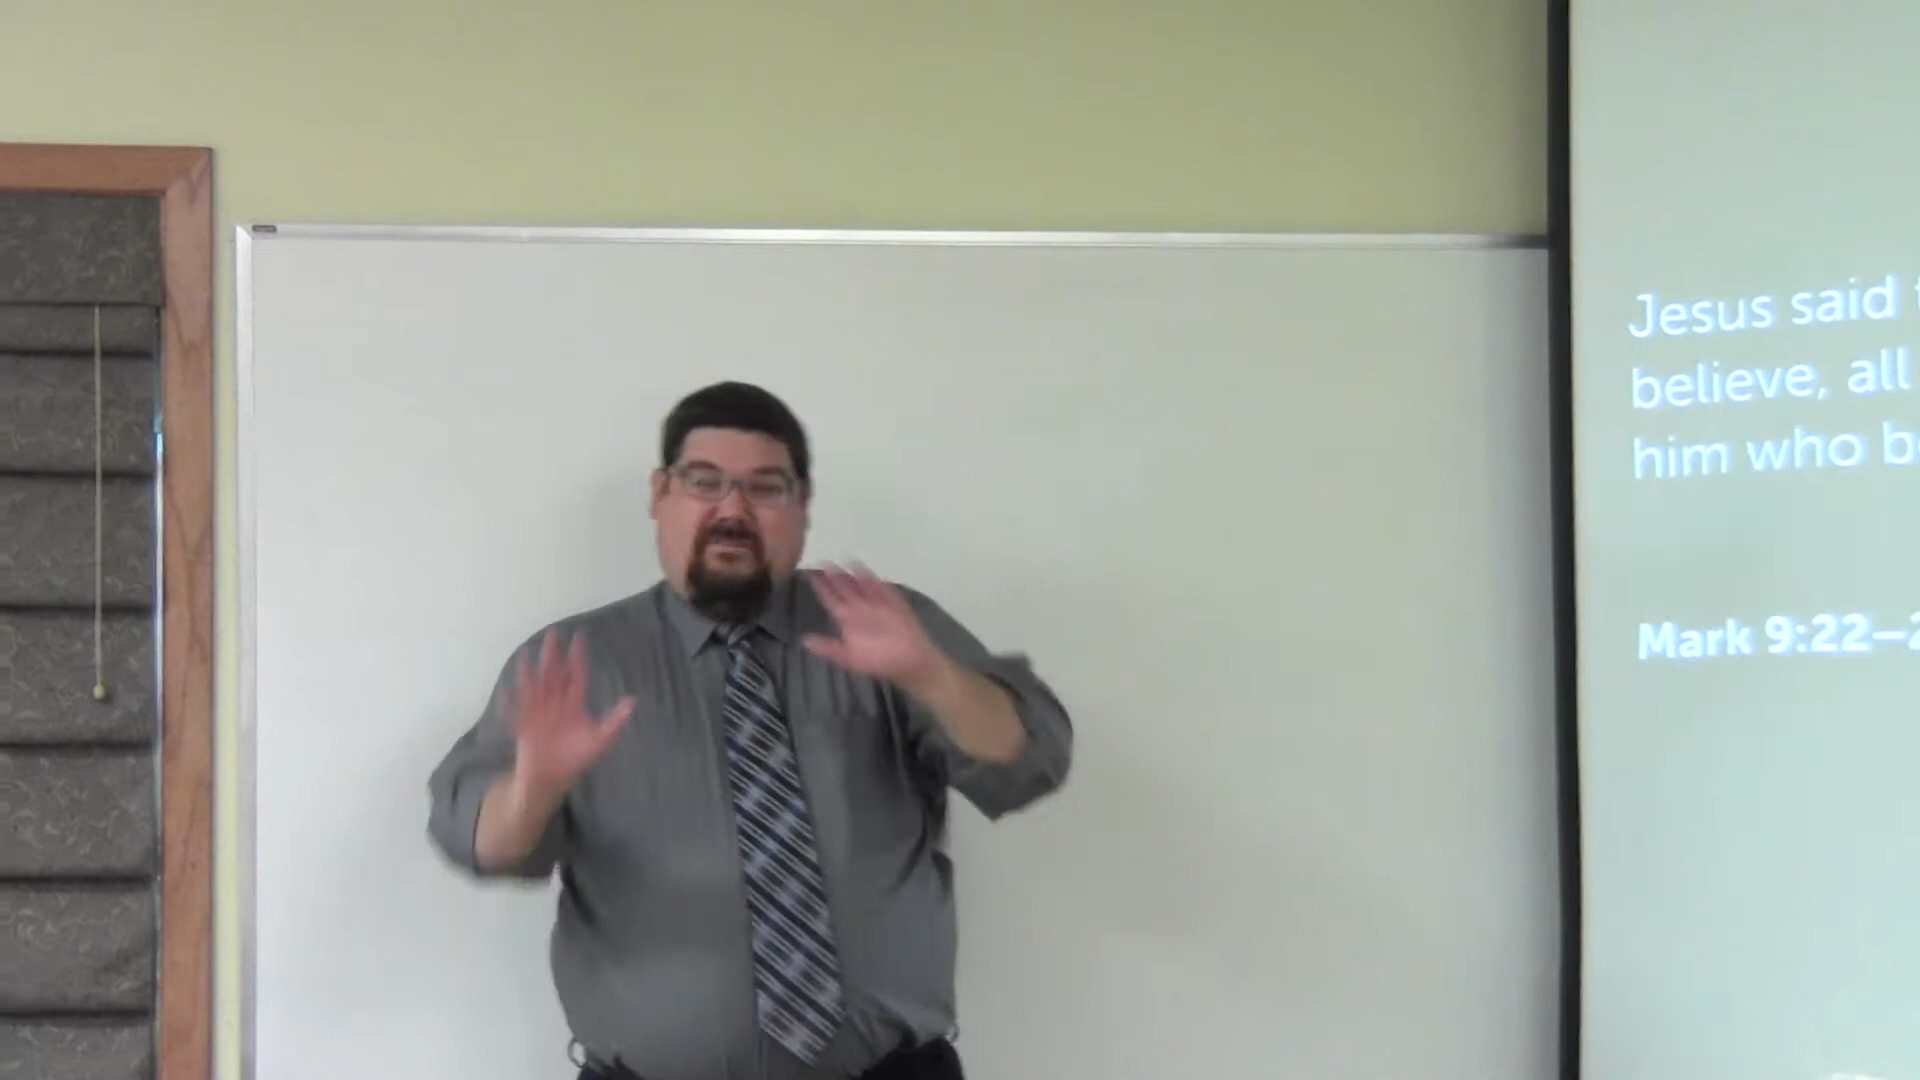 Jesus said
believe, all
him who
Mark 9:22–